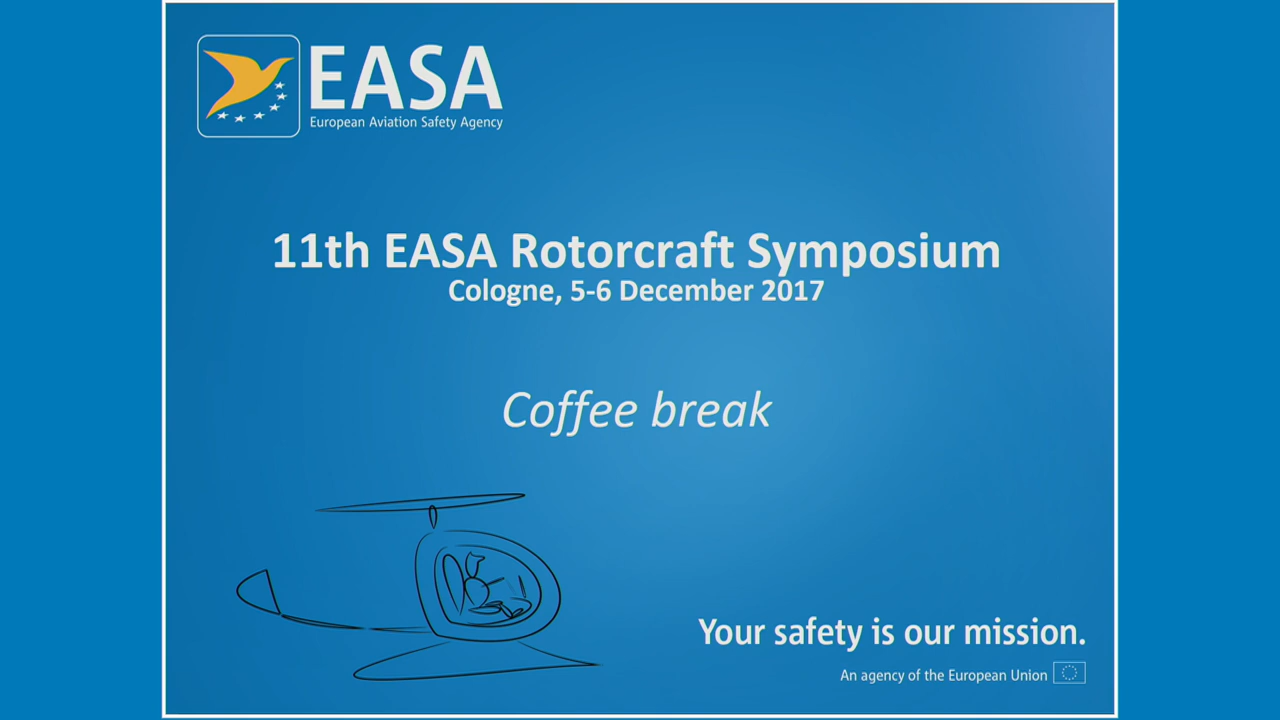 EASA
European Aviation Safety Agency
11th EASA Rotorcraft Symposium
Cologne, 5-6 December 2017
Coffee break
Your safety is our mission.
An agency of the European Union